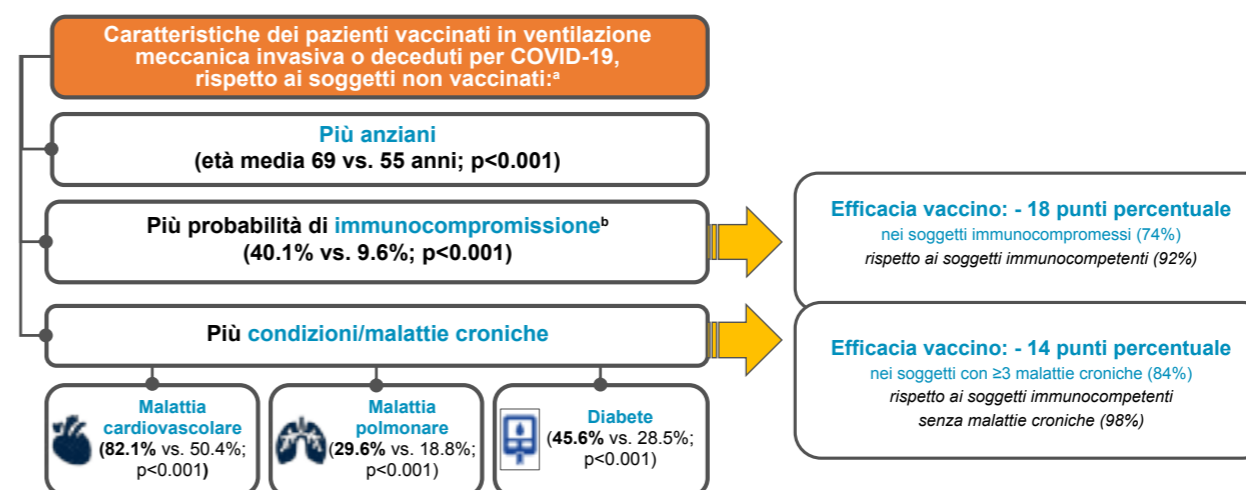 Caratteristiche dei pazienti vaccinati in ventilazione
meccanica invasiva o deceduti per COVID-19,
rispetto ai soggetti non vaccinati:ᵃ
Più anziani
(età media 69 vs. 55 anni; p<0.001)
Più probabilità di immunocompromissioneᵇ
(40.1% vs. 9.6%; p<0.001)
Più condizioni/malattie croniche
Malattia
cardiovascolare
(82.1% vs. 50.4%;
p<0.001)
Malattia
polmonare
(29.6% vs. 18.8%;
p<0.001)
Diabete
(45.6% vs. 28.5%;
p<0.001)
Efficacia vaccino: - 18 punti percentuale
nei soggetti immunocompromessi (74%)
rispetto ai soggetti immunocompetenti (92%)
Efficacia vaccino: - 14 punti percentuale
nei soggetti con ≥3 malattie croniche (84%)
rispetto ai soggetti immunocompetenti
senza malattie croniche (98%)